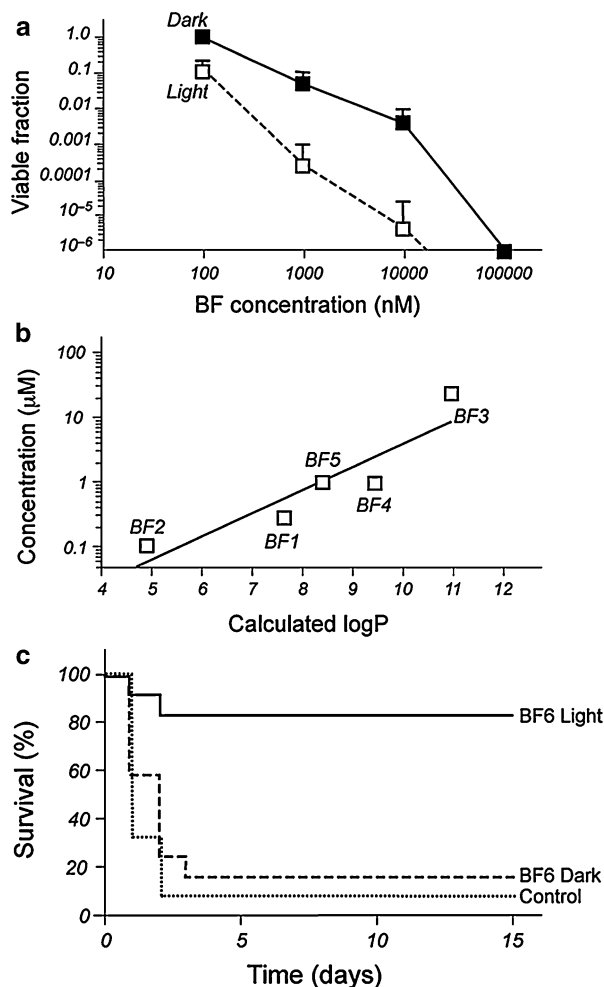 a
Dark
Light
Viable fraction
1.0
0.1
0.01
0.001
0.0001
10⁻⁵
10⁻⁶
10 100 1000 10000 100000
BF concentration (nM)
b
Concentration (μM)
100
10
1
0.1
BF2
BF1
BF5
BF4
BF3
4 5 6 7 8 9 10 11 12
Calculated logP
c
Survival (%)
100
80
60
40
20
0
BF6 Light
BF6 Dark
Control
0 5 10 15
Time (days)